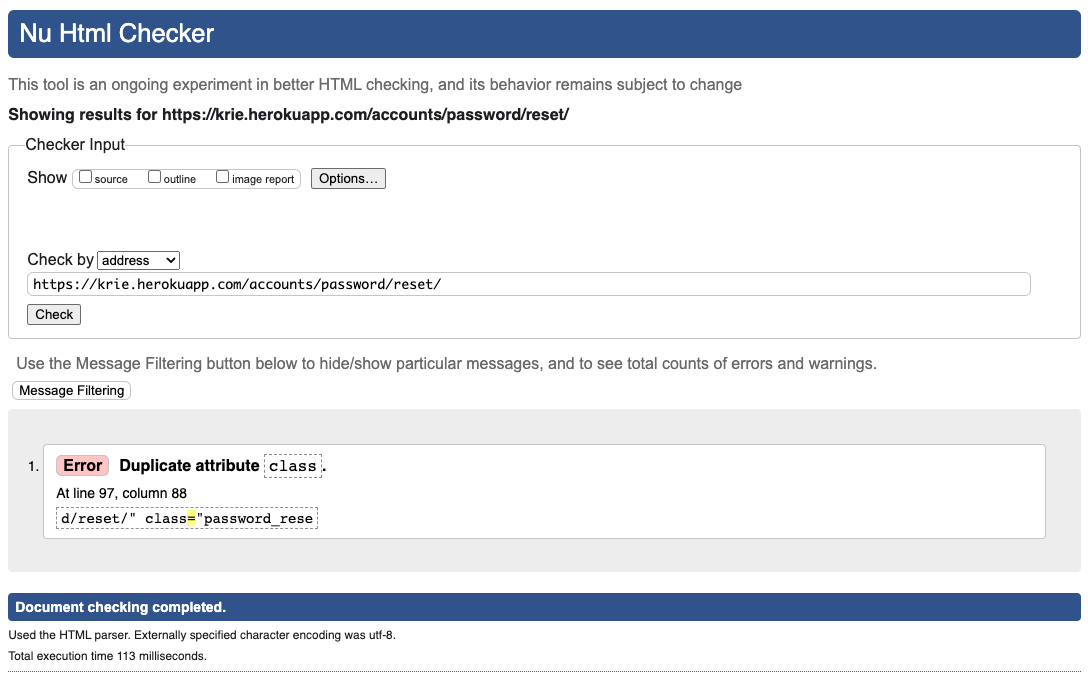 Nu Html Checker
This tool is an ongoing experiment in better HTML checking, and its behavior remains subject to change
Showing results for https://krie.herokuapp.com/accounts/password/reset/
Checker Input
Show source outline image report Options...
Check by address
https://krie.herokuapp.com/accounts/password/reset/
Check
Use the Message Filtering button below to hide/show particular messages, and to see total counts of errors and warnings.
Message Filtering
1. Error Duplicate attribute class.
At line 97, column 88
d/reset/" class="password_rese
Document checking completed.
Used the HTML parser. Externally specified character encoding was utf-8.
Total execution time 113 milliseconds.